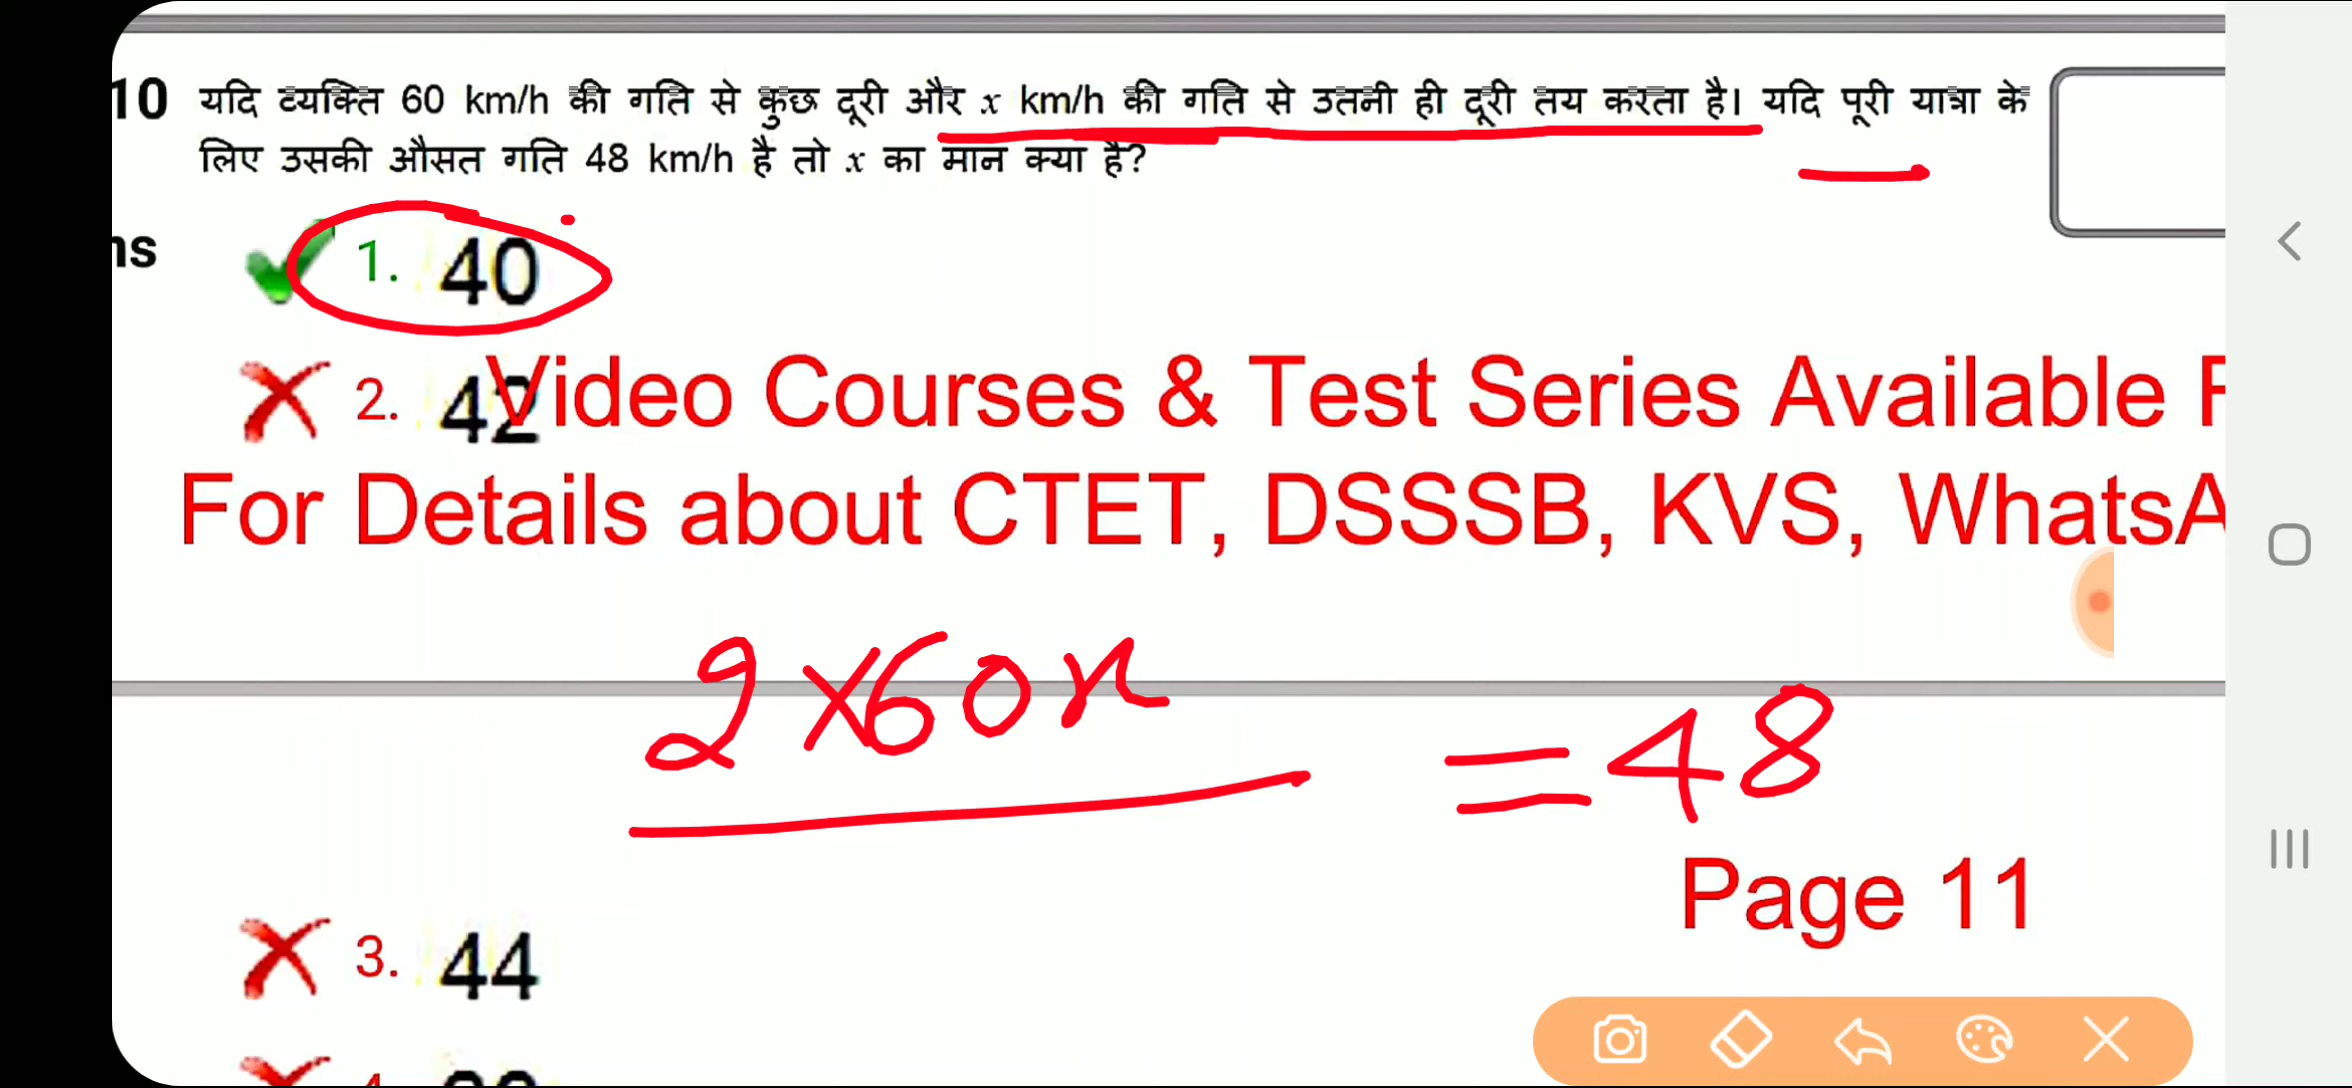 10 यदि व्यक्ति 60 km/h की गति से कुछ दूरी और x km/h की गति से उतनी ही दूरी तय करता है। यदि पूरी यात्रा के
लिए उसकी औसत गति 48 km/h है तो x का मान क्या है?
ns 1. 40
2. 42
Video Courses & Test Series Available F
For Details about CTET, DSSSB, KVS, WhatsA
2×60x
= 48
Page 11
3. 44
4.